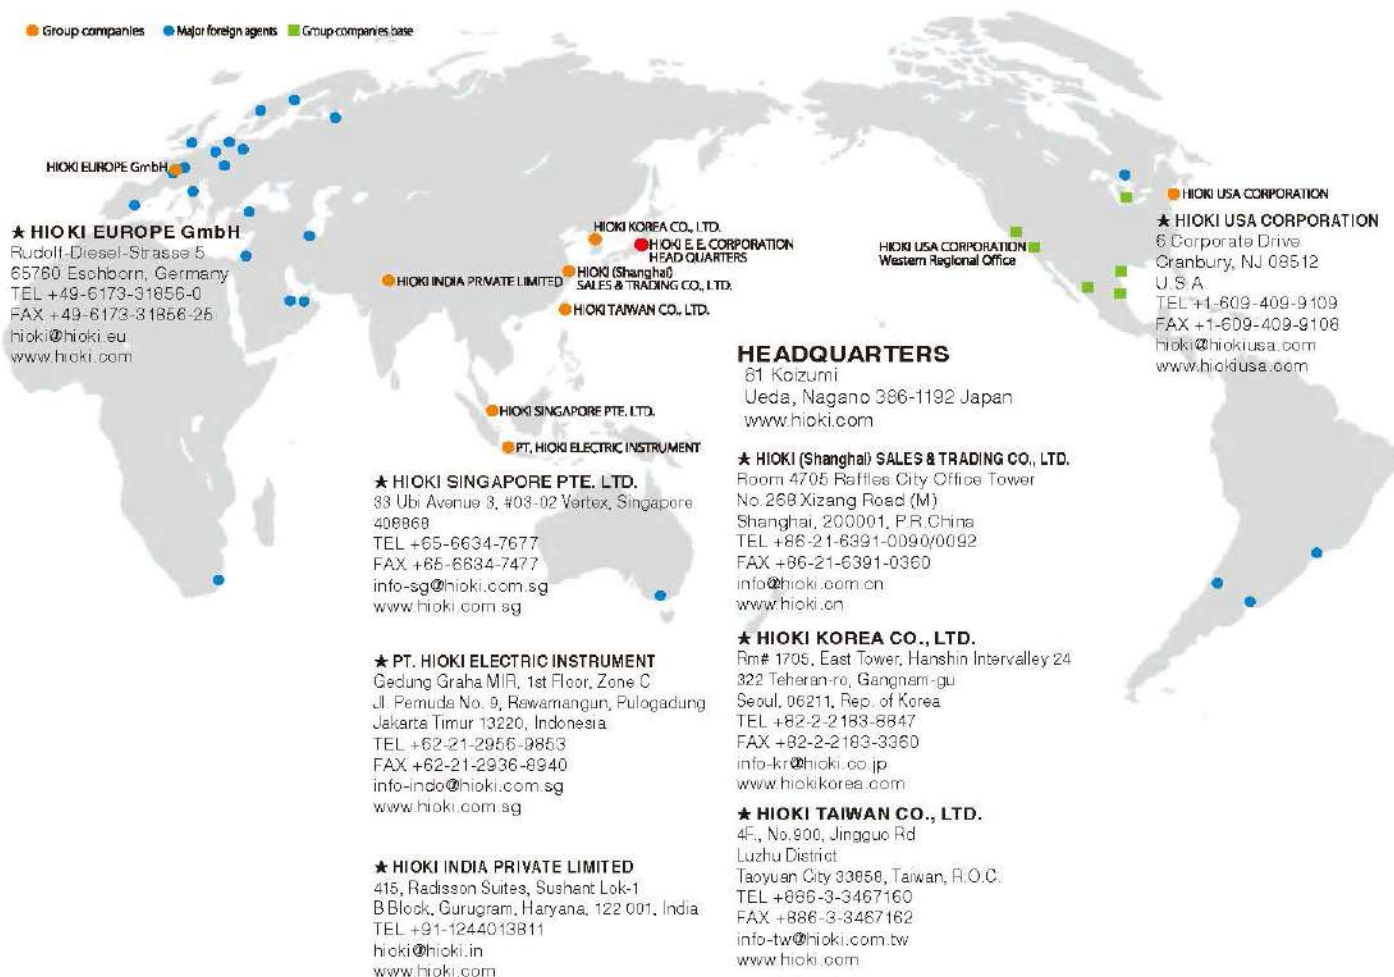 Group companies Major foreign agents Group companies base
HIOKI EUROPE GmbH
★ HIOKI EUROPE GmbH
Rudolf-Diesel-Strasse 5
65760 Eschborn, Germany
TEL +49-6173-31856-0
FAX +49-6173-31856-25
hioki@hioki.eu
www.hioki.com
HIOKI KOREA CO., LTD.
HIOKI E. E. CORPORATION
HEAD QUARTERS
HIOKI INDIA PRIVATE LIMITED
HIOKI (Shanghai)
SALES & TRADING CO., LTD.
HIOKI TAIWAN CO., LTD.
HIOKI SINGAPORE PTE. LTD.
PT. HIOKI ELECTRIC INSTRUMENT
HIOKI USA CORPORATION
Western Regional Office
HIOKI USA CORPORATION
★ HIOKI USA CORPORATION
6 Corporate Drive
Cranbury, NJ 08512
U.S.A.
TEL +1-609-409-9109
FAX +1-609-409-9108
hioki@hiokiusa.com
www.hiokiusa.com
★ HIOKI SINGAPORE PTE. LTD.
33 Ubi Avenue 3, #03-02 Vertex, Singapore
408868
TEL +65-6634-7677
FAX +65-6634-7477
info-sg@hioki.com.sg
www.hioki.com.sg
★ PT. HIOKI ELECTRIC INSTRUMENT
Gedung Graha MIR, 1st Floor, Zone C
Jl. Pemuda No. 9, Rawamangun, Pulogadung
Jakarta Timur 13220, Indonesia
TEL +62-21-2956-9853
FAX +62-21-2936-8940
info-indo@hioki.com.sg
www.hioki.com.sg
★ HIOKI INDIA PRIVATE LIMITED
415, Radisson Suites, Sushant Lok-1
B Block, Gurugram, Haryana, 122 001, India
TEL +91-1244013811
hioki@hioki.in
www.hioki.com
HEADQUARTERS
81 Koizumi
Ueda, Nagano 386-1192 Japan
www.hioki.com
★ HIOKI (Shanghai) SALES & TRADING CO., LTD.
Room 4705 Raffles City Office Tower
No.268 Xizang Road (M)
Shanghai, 200001, P.R.China
TEL +86-21-6391-0090/0092
FAX +86-21-6391-0360
info@hioki.com.cn
www.hioki.cn
★ HIOKI KOREA CO., LTD.
Rm# 1705, East Tower, Hanshin Intervalley 24
322 Teheran-ro, Gangnam-gu
Seoul, 06211, Rep. of Korea
TEL +82-2-2183-8847
FAX +82-2-2183-3360
info-kr@hioki.co.jp
www.hiokikorea.com
★ HIOKI TAIWAN CO., LTD.
4F., No.900, Jingguo Rd
Luzhu District
Taoyuan City 33858, Taiwan, R.O.C.
TEL +886-3-3467160
FAX +886-3-3467162
info-tw@hioki.com.tw
www.hioki.com